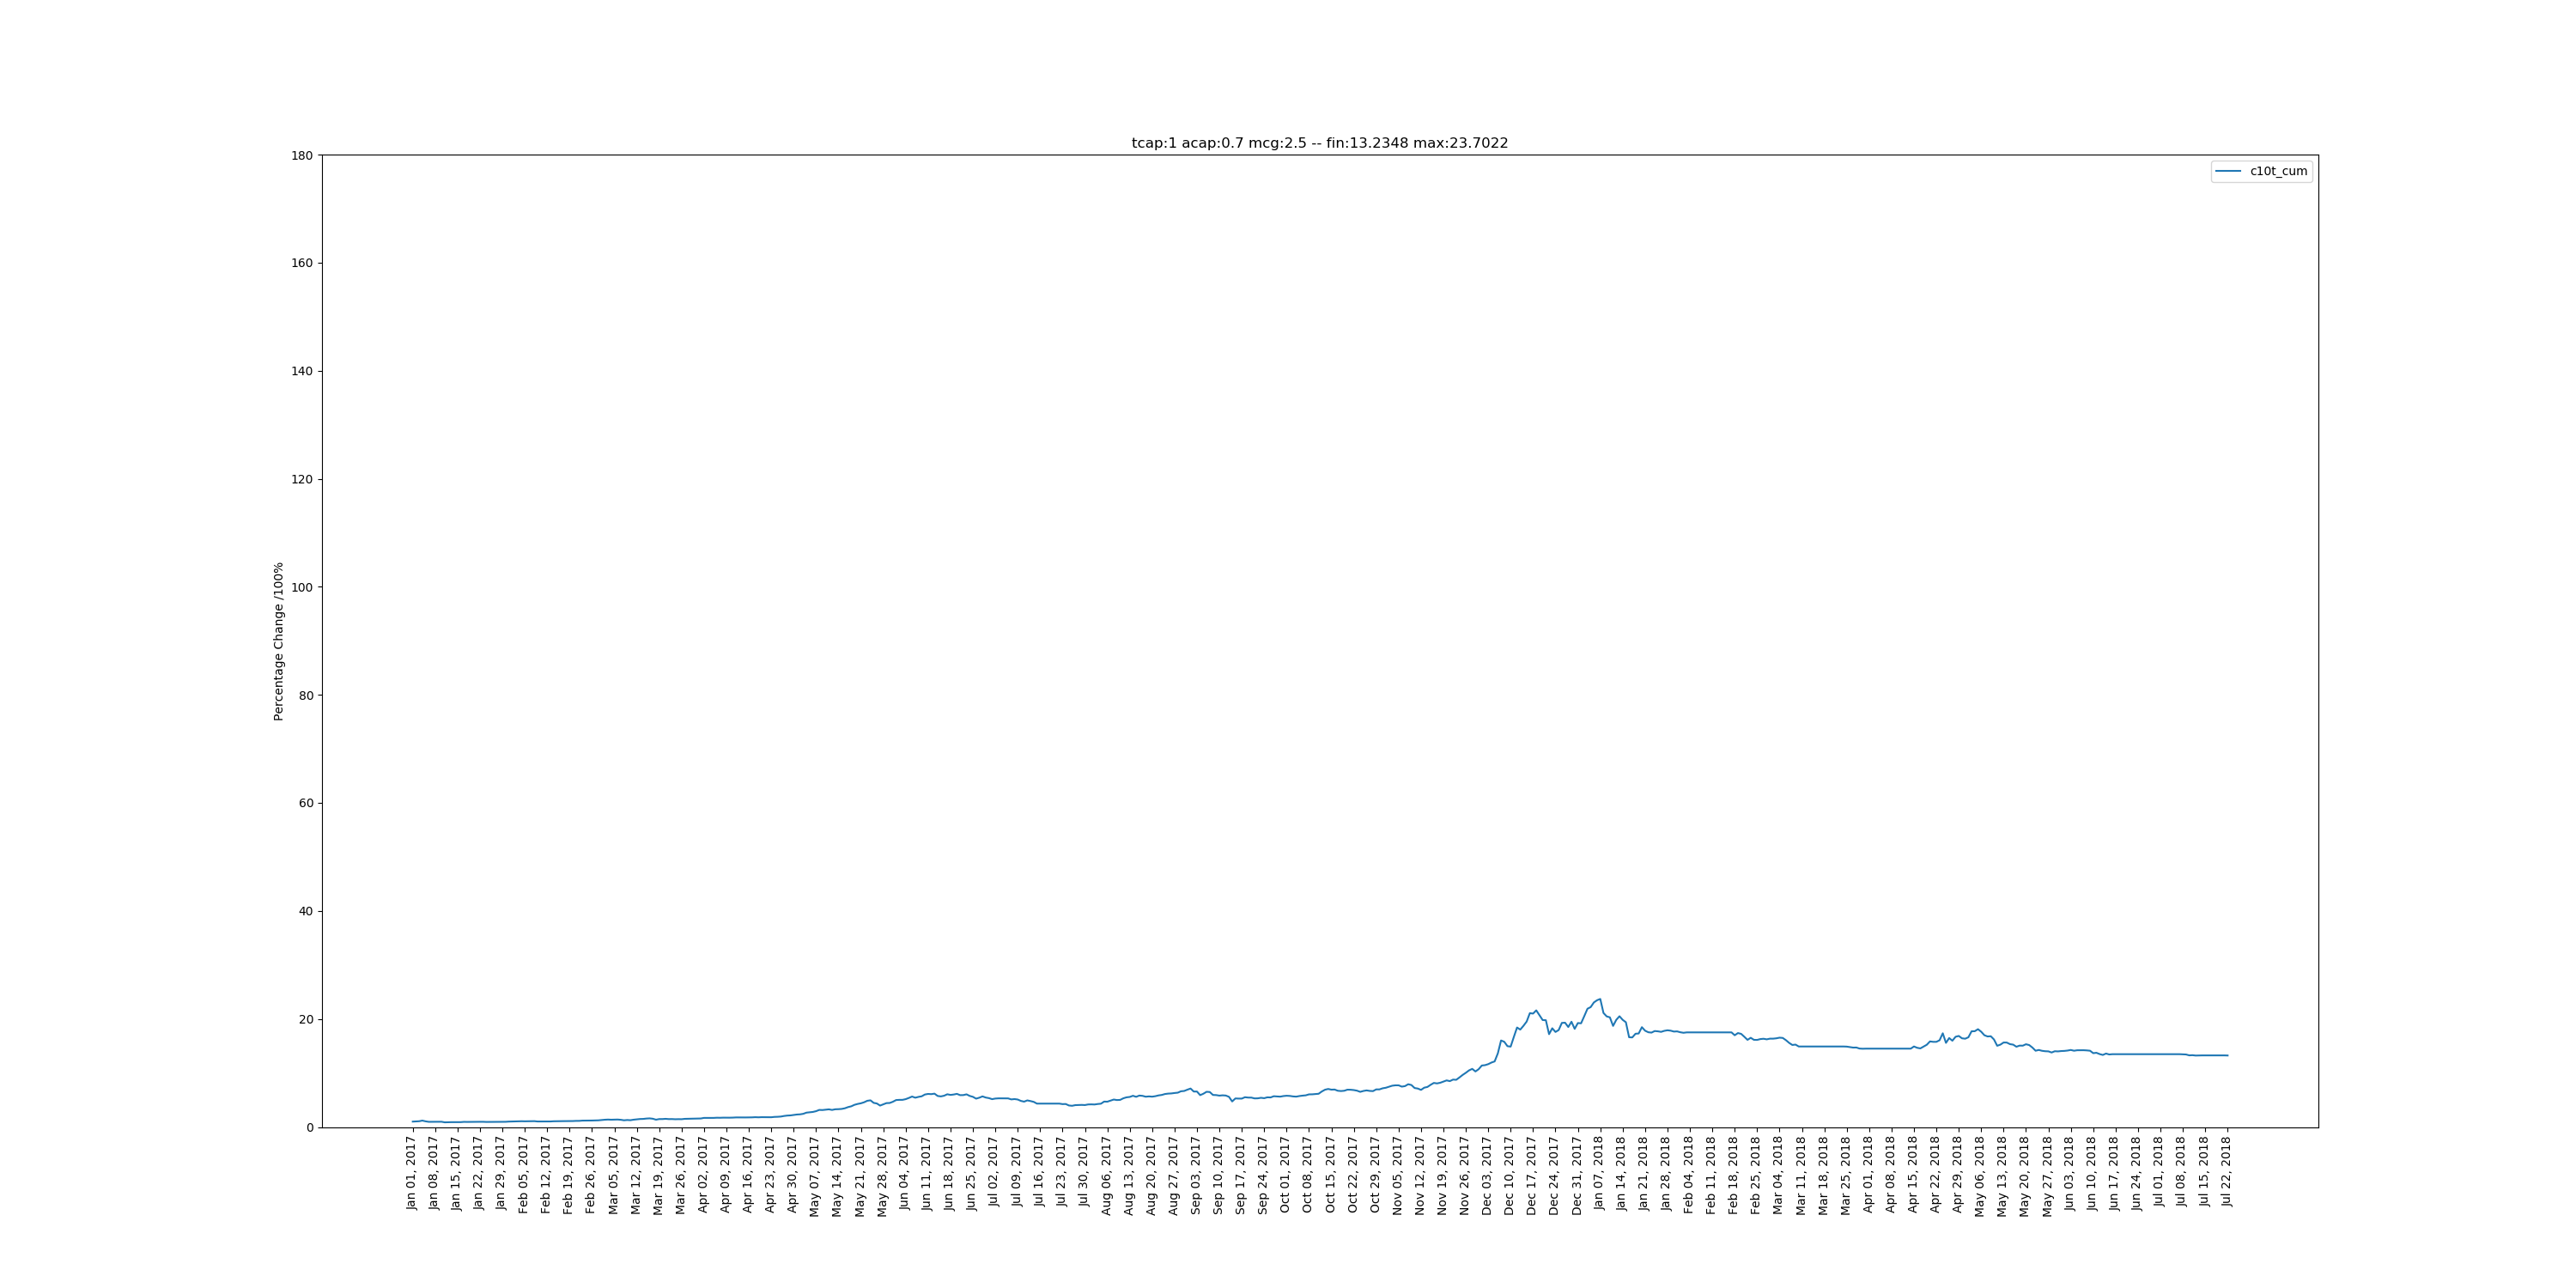 tcap:1 acap:0.7 mcg:2.5 -- fin:13.2348 max:23.7022
c10t_cum
Percentage Change /100%
180
160
140
120
100
80
60
40
20
0
Jan 01, 2017
Jan 08, 2017
Jan 15, 2017
Jan 22, 2017
Jan 29, 2017
Feb 05, 2017
Feb 12, 2017
Feb 19, 2017
Feb 26, 2017
Mar 05, 2017
Mar 12, 2017
Mar 19, 2017
Mar 26, 2017
Apr 02, 2017
Apr 09, 2017
Apr 16, 2017
Apr 23, 2017
Apr 30, 2017
May 07, 2017
May 14, 2017
May 21, 2017
May 28, 2017
Jun 04, 2017
Jun 11, 2017
Jun 18, 2017
Jun 25, 2017
Jul 02, 2017
Jul 09, 2017
Jul 16, 2017
Jul 23, 2017
Jul 30, 2017
Aug 06, 2017
Aug 13, 2017
Aug 20, 2017
Aug 27, 2017
Sep 03, 2017
Sep 10, 2017
Sep 17, 2017
Sep 24, 2017
Oct 01, 2017
Oct 08, 2017
Oct 15, 2017
Oct 22, 2017
Oct 29, 2017
Nov 05, 2017
Nov 12, 2017
Nov 19, 2017
Nov 26, 2017
Dec 03, 2017
Dec 10, 2017
Dec 17, 2017
Dec 24, 2017
Dec 31, 2017
Jan 07, 2018
Jan 14, 2018
Jan 21, 2018
Jan 28, 2018
Feb 04, 2018
Feb 11, 2018
Feb 18, 2018
Feb 25, 2018
Mar 04, 2018
Mar 11, 2018
Mar 18, 2018
Mar 25, 2018
Apr 01, 2018
Apr 08, 2018
Apr 15, 2018
Apr 22, 2018
Apr 29, 2018
May 06, 2018
May 13, 2018
May 20, 2018
May 27, 2018
Jun 03, 2018
Jun 10, 2018
Jun 17, 2018
Jun 24, 2018
Jul 01, 2018
Jul 08, 2018
Jul 15, 2018
Jul 22, 2018